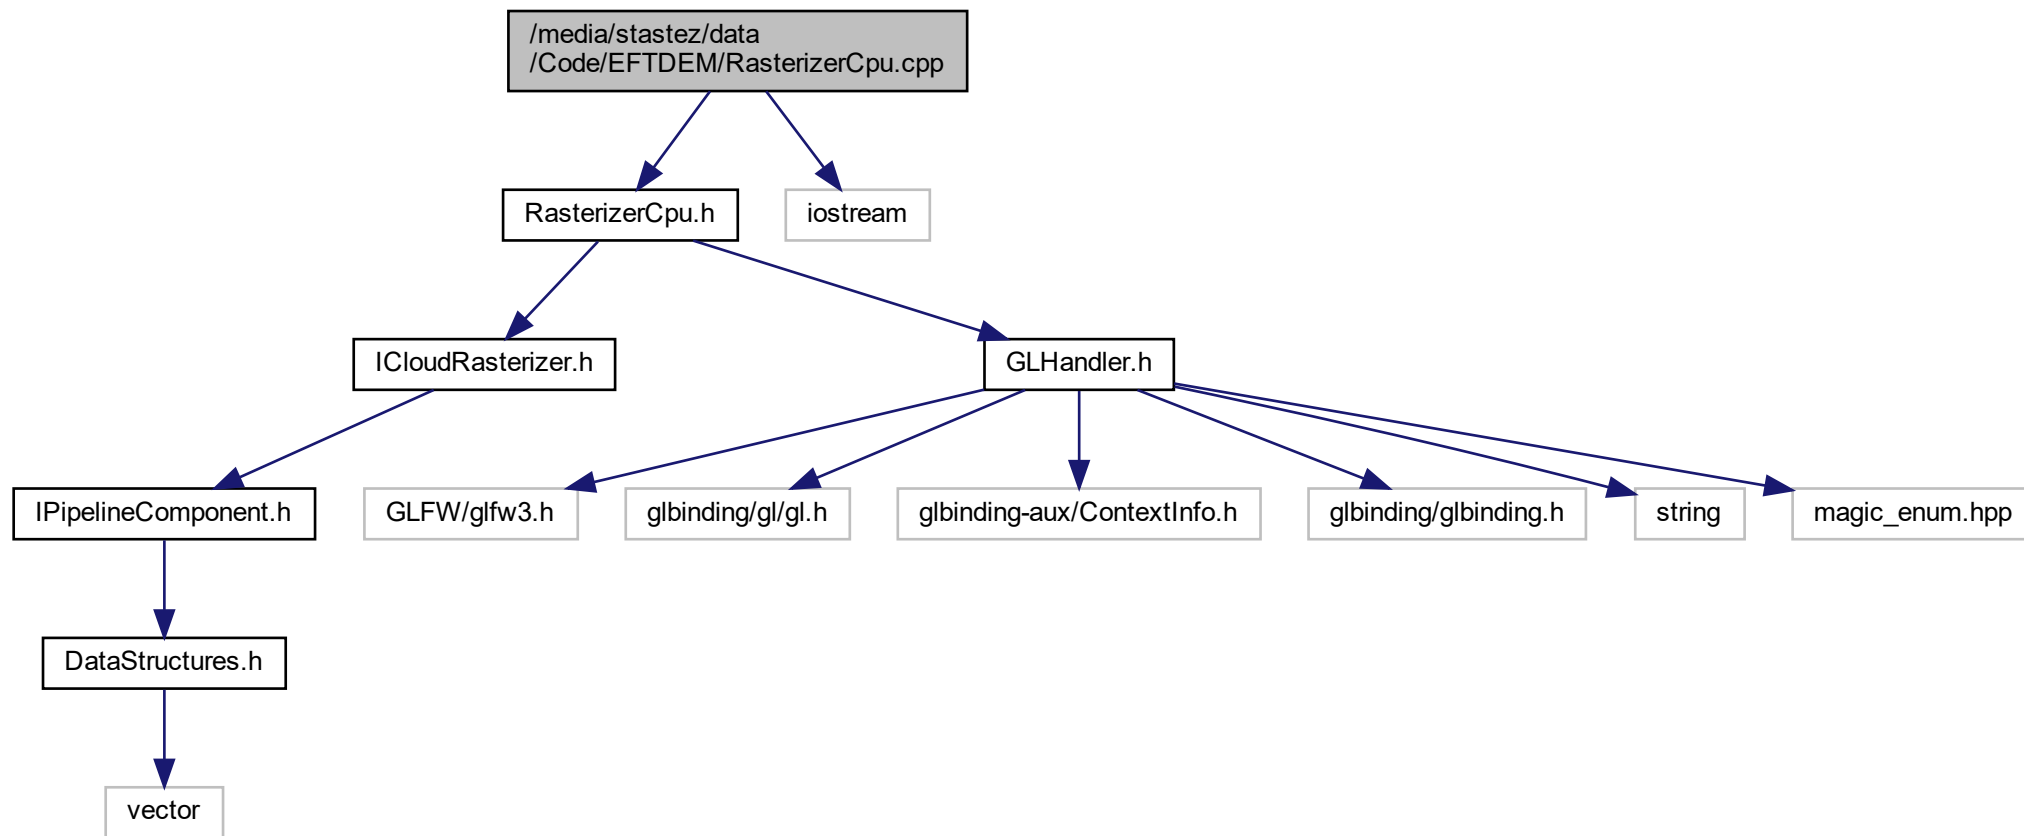 /media/stastez/data
/Code/EFTDEM/RasterizerCpu.cpp
RasterizerCpu.h
iostream
ICloudRasterizer.h
GLHandler.h
IPipelineComponent.h
GLFW/glfw3.h
glbinding/gl/gl.h
glbinding-aux/ContextInfo.h
glbinding/glbinding.h
string
magic_enum.hpp
DataStructures.h
vector